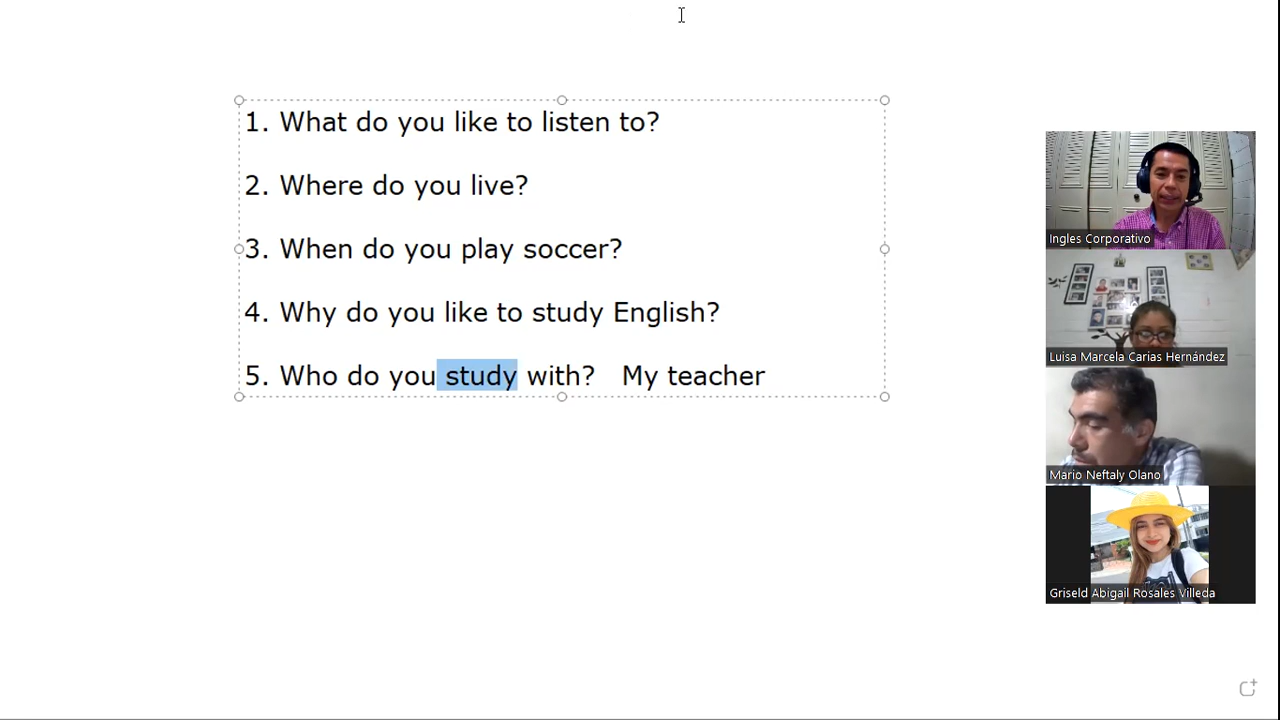 1. What do you like to listen to?
2. Where do you live?
3. When do you play soccer?
4. Why do you like to study English?
5. Who do you study with? My teacher
Ingles Corporativo
Luisa Marcela Carias Hernández
Mario Neftaly Olano
Griseld Abigail Rosales Villeda